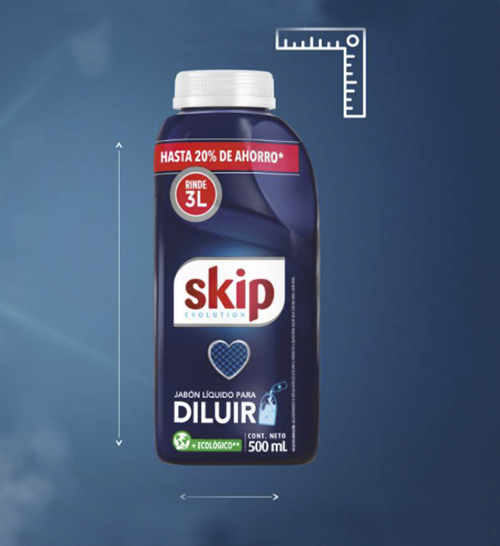 HASTA 20% DE AHORRO*
RINDE
3L
skip
EVOLUTION
JABÓN LÍQUIDO PARA
DILUIR
+ ECOLÓGICO**
CONT. NETO
500 mL